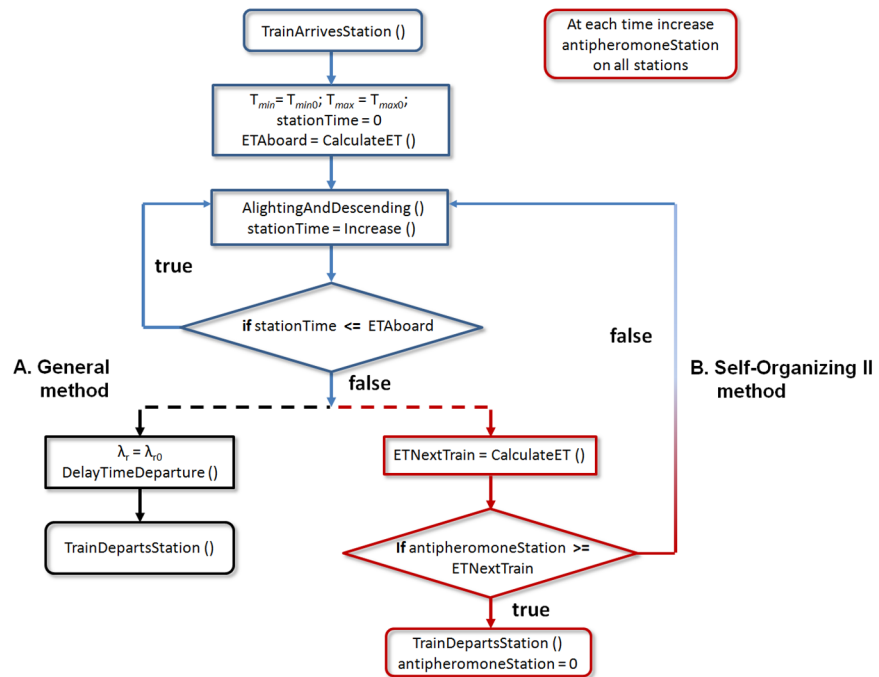 TrainArrivesStation ()
At each time increase
antipheromoneStation
on all stations
Tmin= Tmin0; Tmax = Tmax0;
stationTime = 0
ETAboard = CalculateET ()
AlightingAndDescending ()
stationTime = Increase ()
true
if stationTime <= ETAboard
false
false
A. General
method
B. Self-Organizing II
method
λr = λr0
DelayTimeDeparture ()
TrainDepartsStation ()
ETNextTrain = CalculateET ()
If antipheromoneStation >=
ETNextTrain
true
TrainDepartsStation ()
antipheromoneStation = 0